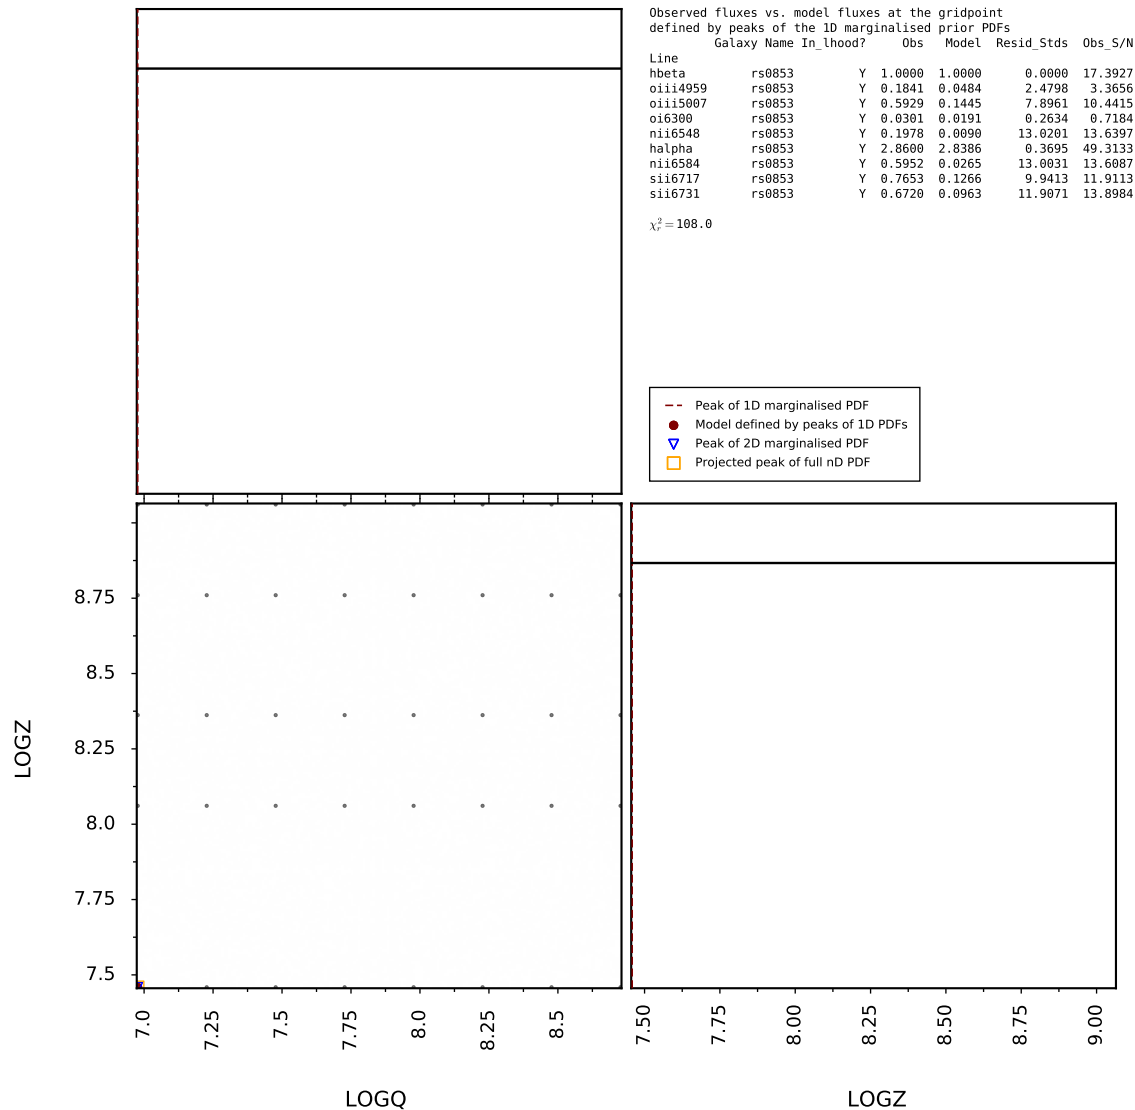 Observed fluxes vs. model fluxes at the gridpoint
defined by peaks of the 1D marginalised prior PDFs
Galaxy Name In_lhood? Obs Model Resid_Stds Obs_S/N
Line
hbeta rs0853 Y 1.0000 1.0000 0.0000 17.3927
oiii4959 rs0853 Y 0.1841 0.0484 2.4798 3.3656
oiii5007 rs0853 Y 0.5929 0.1445 7.8961 10.4415
oi6300 rs0853 Y 0.0301 0.0191 0.2634 0.7184
nii6548 rs0853 Y 0.1978 0.0090 13.0201 13.6397
halpha rs0853 Y 2.8600 2.8386 0.3695 49.3133
nii6584 rs0853 Y 0.5952 0.0265 13.0031 13.6087
sii6717 rs0853 Y 0.7653 0.1266 9.9413 11.9113
sii6731 rs0853 Y 0.6720 0.0963 11.9071 13.8984
χ²ᵣ = 108.0
Peak of 1D marginalised PDF
Model defined by peaks of 1D PDFs
Peak of 2D marginalised PDF
Projected peak of full nD PDF
8.75
8.5
8.25
8.0
7.75
7.5
LOGZ
7.0 7.25 7.5 7.75 8.0 8.25 8.5
LOGQ
7.50 7.75 8.00 8.25 8.50 8.75 9.00
LOGZ